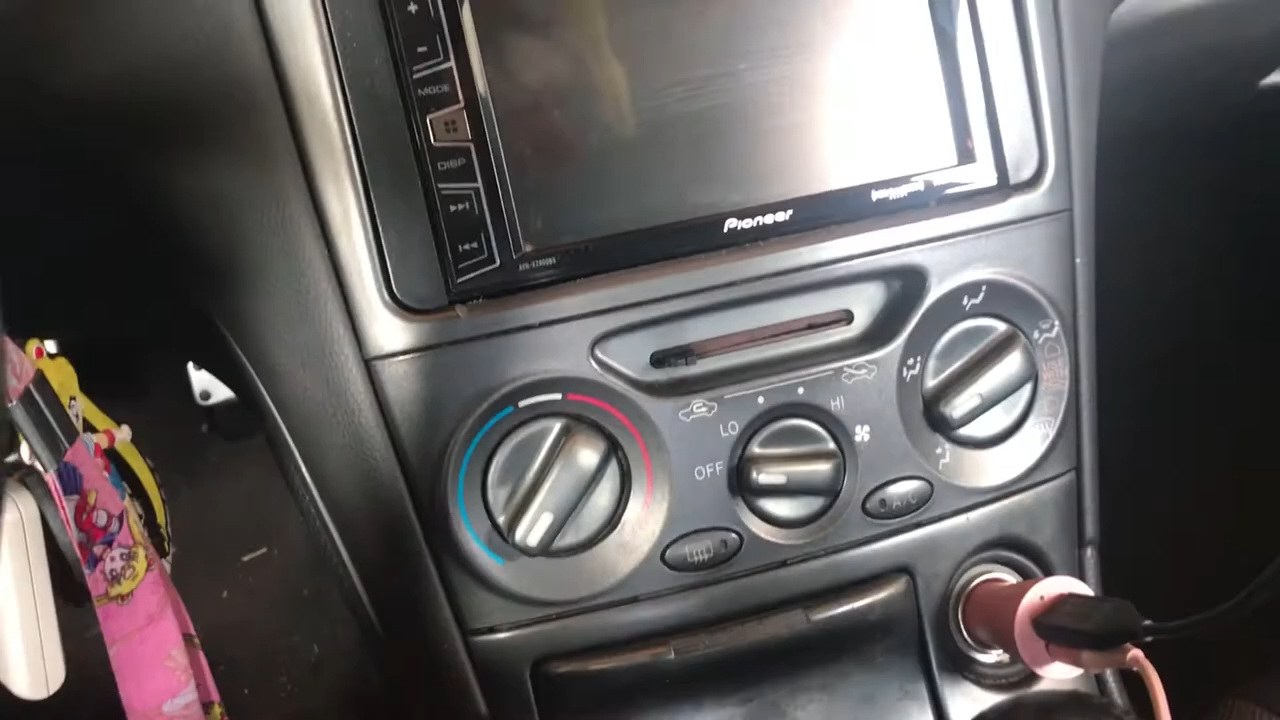 +
-
MODE
DISP
Pioneer
HI
LO
OFF
A/C